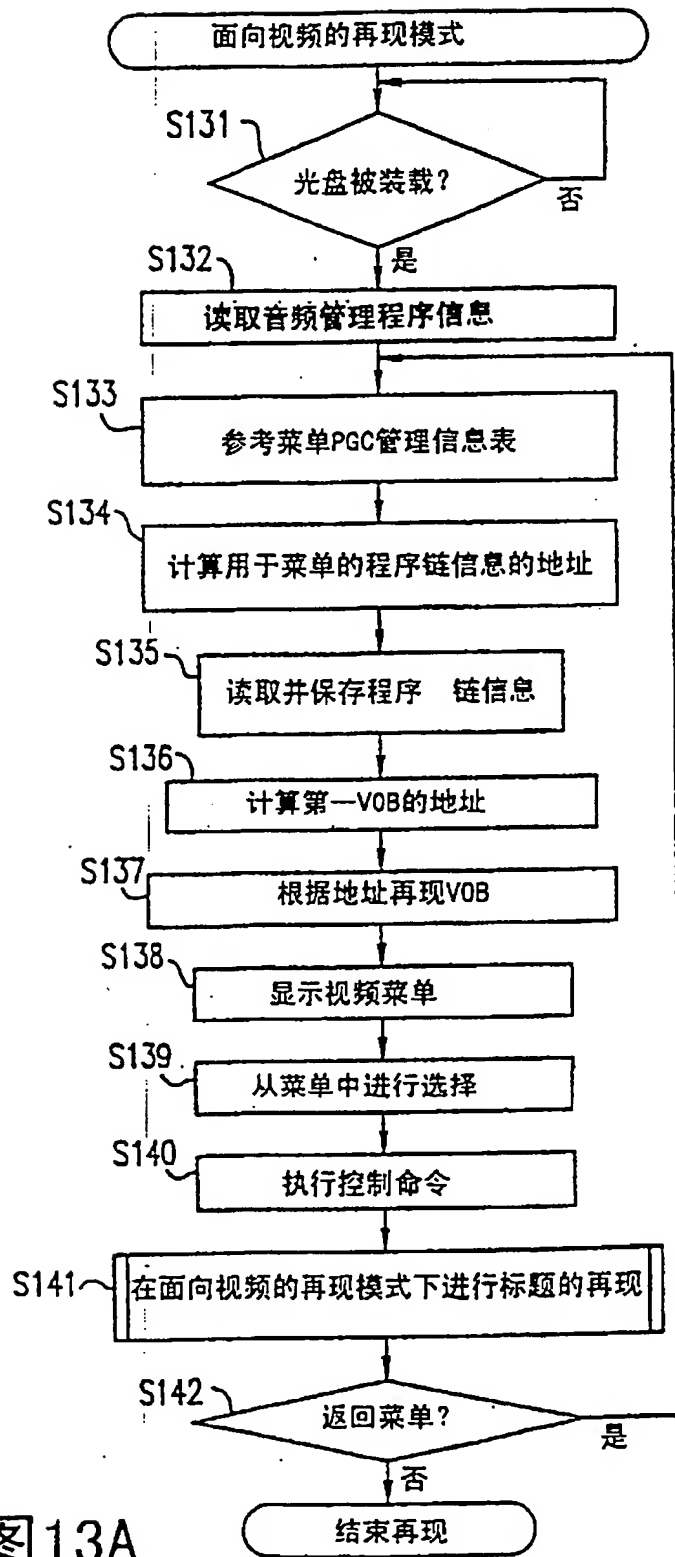 面向视频的再现模式
S131
光盘被装载?
否
是
S132
读取音频管理程序信息
S133
参考菜单PGC管理信息表
S134
计算用于菜单的程序链信息的地址
S135
读取并保存程序 链信息
S136
计算第一VOB的地址
S137
根据地址再现VOB
S138
显示视频菜单
S139
从菜单中进行选择
S140
执行控制命令
S141
在面向视频的再现模式下进行标题的再现
S142
返回菜单?
是
否
结束再现
图13A